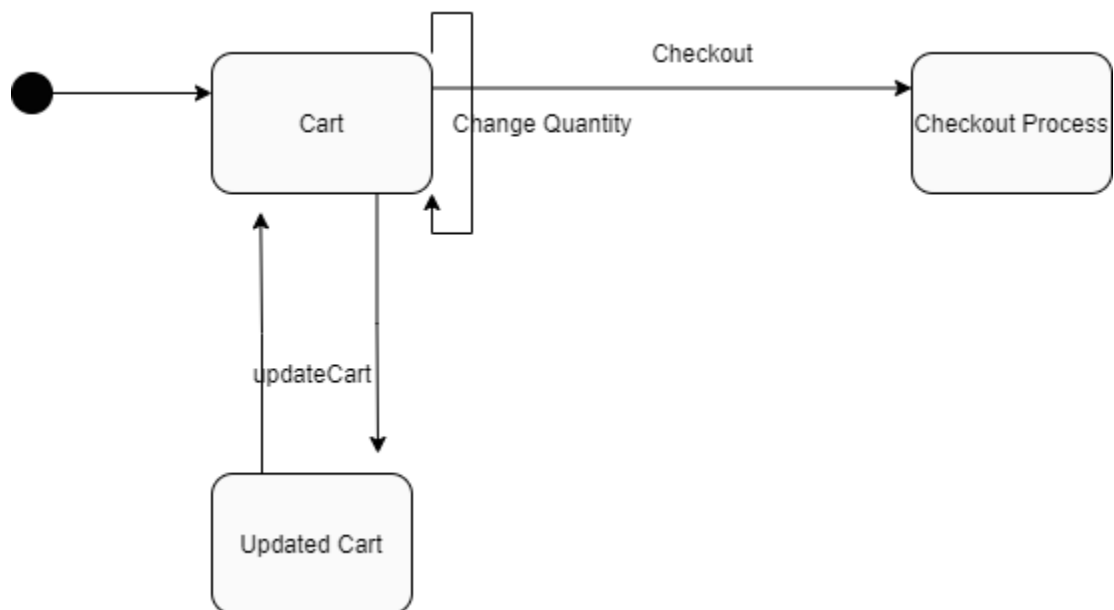 Checkout
Cart
Change Quantity
Checkout Process
updateCart
Updated Cart